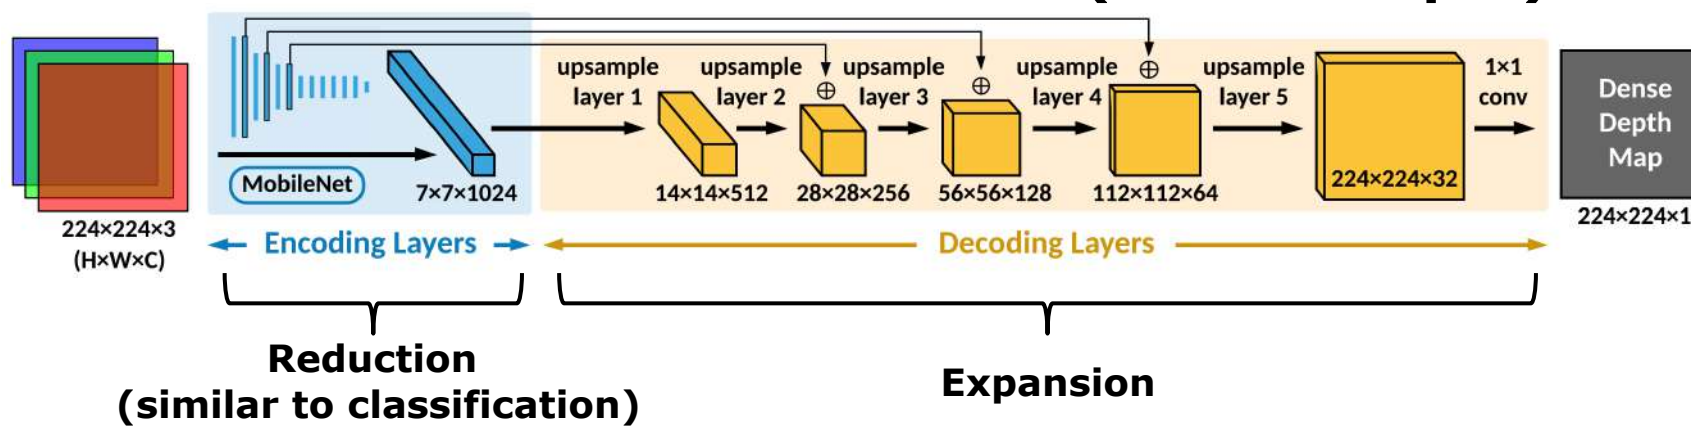 224×224×3
(H×W×C)
MobileNet
7×7×1024
Encoding Layers
upsample
layer 1
14×14×512
upsample
layer 2
⊕
28×28×256
upsample
layer 3
⊕
56×56×128
upsample
layer 4
⊕
112×112×64
upsample
layer 5
224×224×32
1×1
conv
Decoding Layers
Dense
Depth
Map
224×224×1
Reduction
(similar to classification)
Expansion